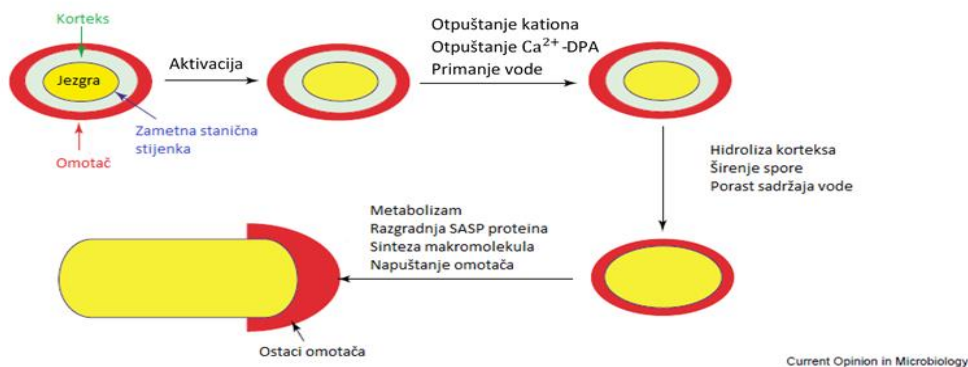 Korteks
Jezgra
Zametna stanična
stijenka
Omotač
Aktivacija
Otpuštanje kationa
Otpuštanje Ca²⁺-DPA
Primanje vode
Hidroliza korteksa
Širenje spore
Porast sadržaja vode
Metabolizam
Razgradnja SASP proteina
Sinteza makromolekula
Napuštanje omotača
Ostaci omotača
Current Opinion in Microbiology